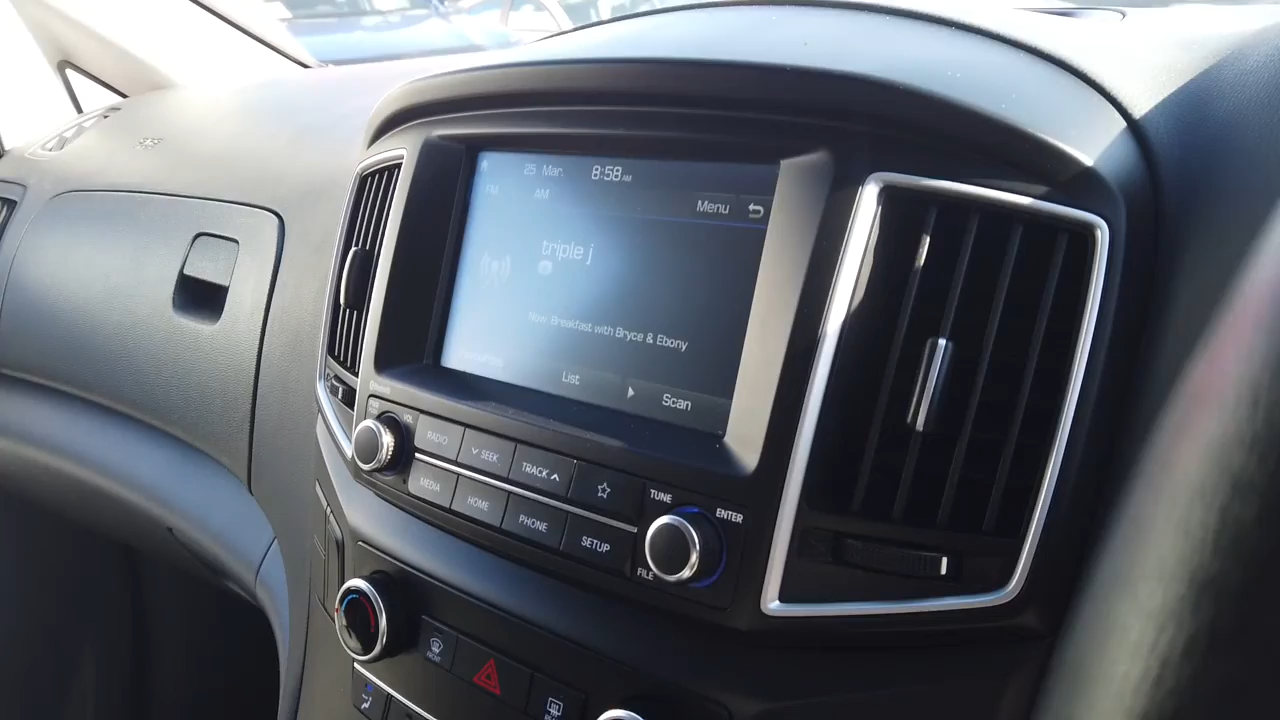 25 Mar. 8:58 AM
FM AM
Menu
triple j
Now Breakfast with Bryce & Ebony
List
Scan
VOL
RADIO
SEEK
TRACK
MEDIA
HOME
PHONE
SETUP
TUNE
ENTER
FILE
FRONT